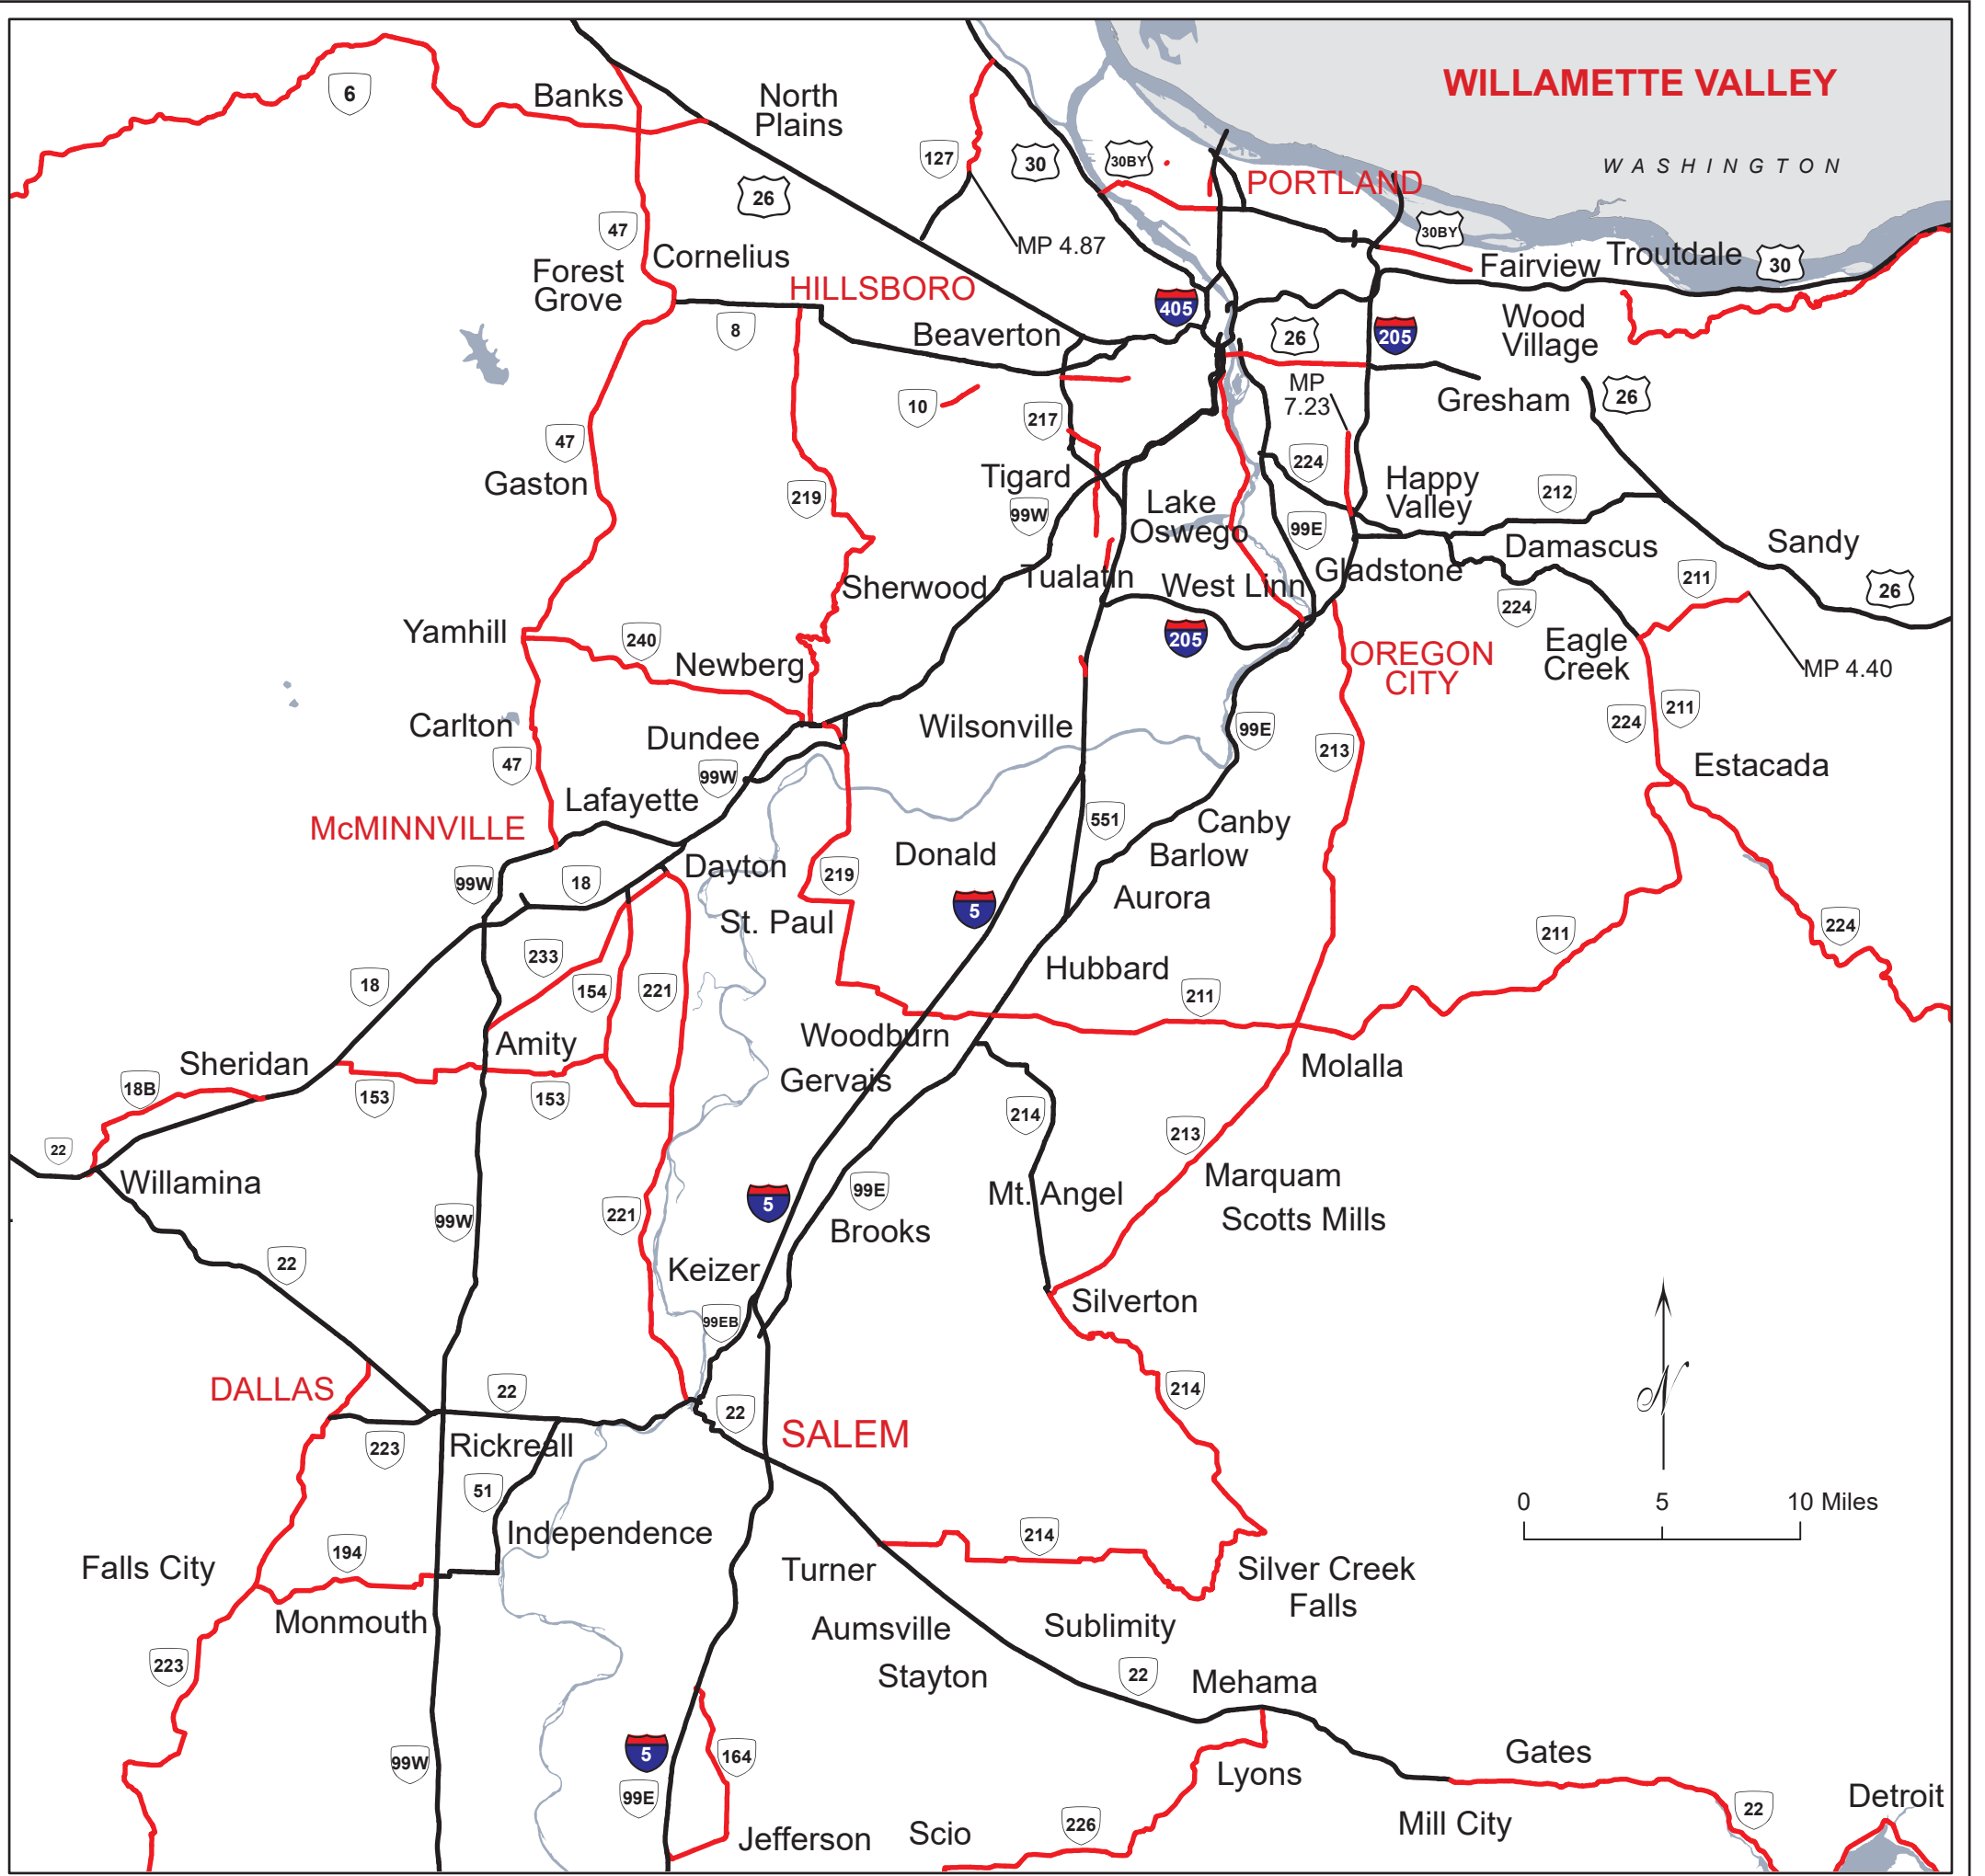 WILLAMETTE VALLEY
6
Banks
North
Plains
127
30
30BY
WASHINGTON
PORTLAND
26
47
MP 4.87
30BY
Cornelius
Troutdale
30
Fairview
Forest
Grove
HILLSBORO
405
8
Beaverton
26
205
Wood
Village
MP
7.23
10
217
Gresham
26
47
Gaston
Tigard
224
Happy
Valley
212
219
99W
Lake
Oswego
99E
Damascus
Sandy
Sherwood
Tualatin
West Linn
Gladstone
211
26
224
Yamhill
240
205
Newberg
OREGON
CITY
Eagle
Creek
MP 4.40
Carlton
Dundee
Wilsonville
99E
224
211
213
47
99W
Estacada
Lafayette
McMINNVILLE
551
Canby
Donald
Barlow
Dayton
99W
18
219
5
Aurora
St. Paul
224
211
233
Hubbard
18
154
221
211
Woodburn
Amity
Sheridan
Molalla
Gervais
18B
153
153
214
213
22
Willamina
Marquam
99E
Mt. Angel
5
221
99W
Scotts Mills
Brooks
22
Keizer
Silverton
99EB
DALLAS
22
214
22
SALEM
223
Rickreall
51
0
5
10 Miles
Independence
214
194
Falls City
Turner
Silver Creek
Falls
Monmouth
Aumsville
Sublimity
223
Stayton
22
Mehama
5
164
99W
Gates
Lyons
99E
Detroit
22
Jefferson
Scio
226
Mill City
N